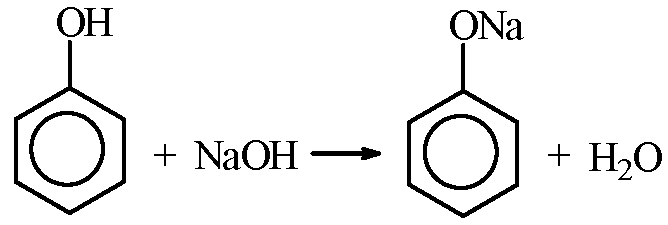 OH ONa
+ NaOH + H₂O